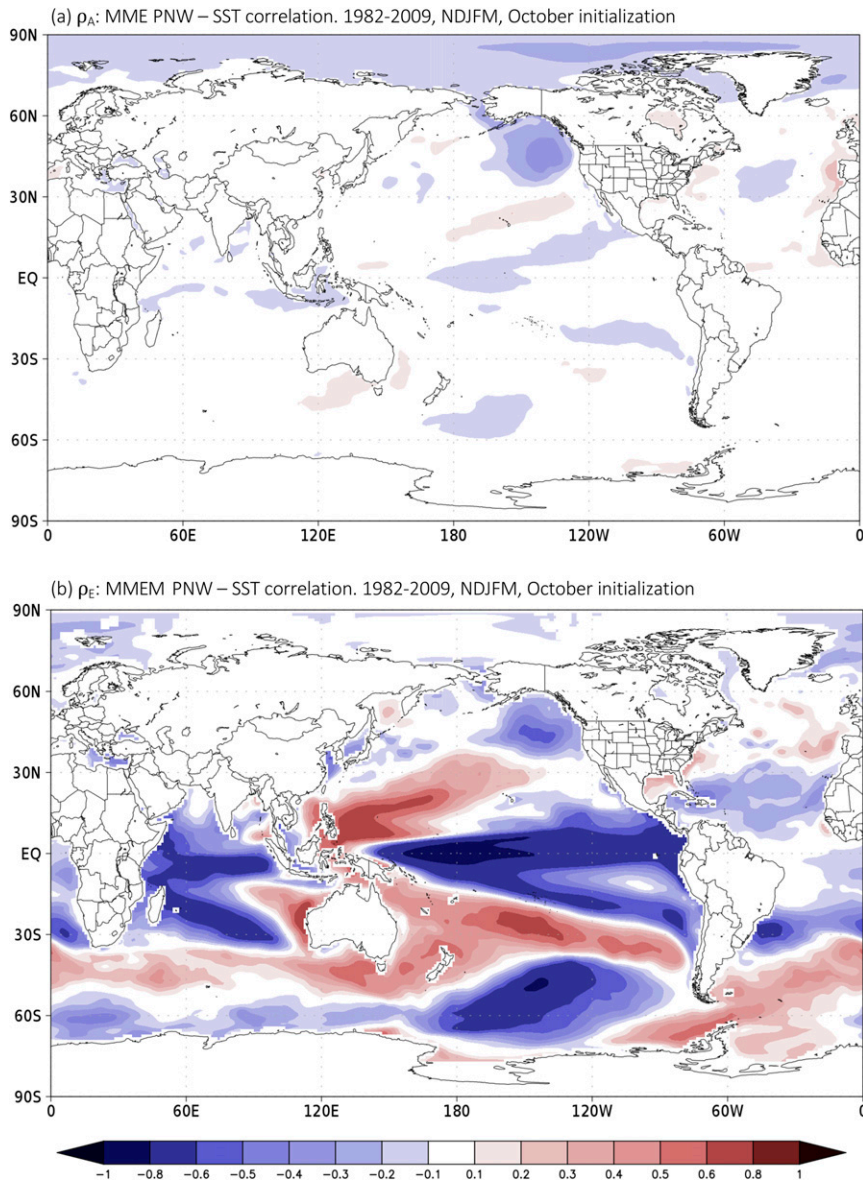 (a) ρA: MME PNW – SST correlation. 1982-2009, NDJFM, October initialization
90N
60N
30N
EQ
30S
60S
90S
0 60E 120E 180 120W 60W 0
(b) ρE: MMEM PNW – SST correlation. 1982-2009, NDJFM, October initialization
90N
60N
30N
EQ
30S
60S
90S
0 60E 120E 180 120W 60W 0
−1 −0.8 −0.6 −0.5 −0.4 −0.3 −0.2 −0.1 0.1 0.2 0.3 0.4 0.5 0.6 0.8 1